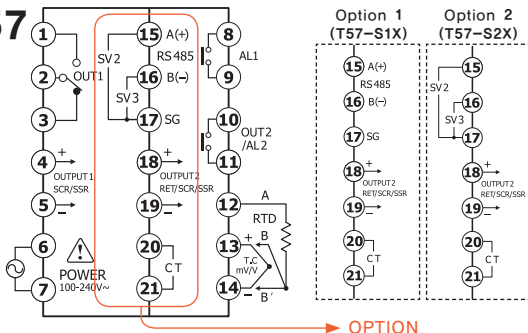 57
1
2
3
4
5
6
7
OUT1
+
OUTPUT1
SCR/SSR
−
POWER
100-240V~
15
16
17
18
19
20
21
A(+)
RS485
B(−)
SG
SV2
SV3
+
OUTPUT2
RET/SCR/SSR
−
CT
8
9
10
11
12
13
14
AL1
OUT2
/AL2
A
RTD
+
B
T.C
mV/V
−
B'
OPTION
Option 1
(T57-S1X)
15
A(+)
RS485
16
B(−)
17
SG
18
+
OUTPUT2
RET/SCR/SSR
19
−
20
CT
21
Option 2
(T57-S2X)
15
SV2
16
SV3
17
18
+
OUTPUT2
RET/SCR/SSR
19
−
20
CT
21